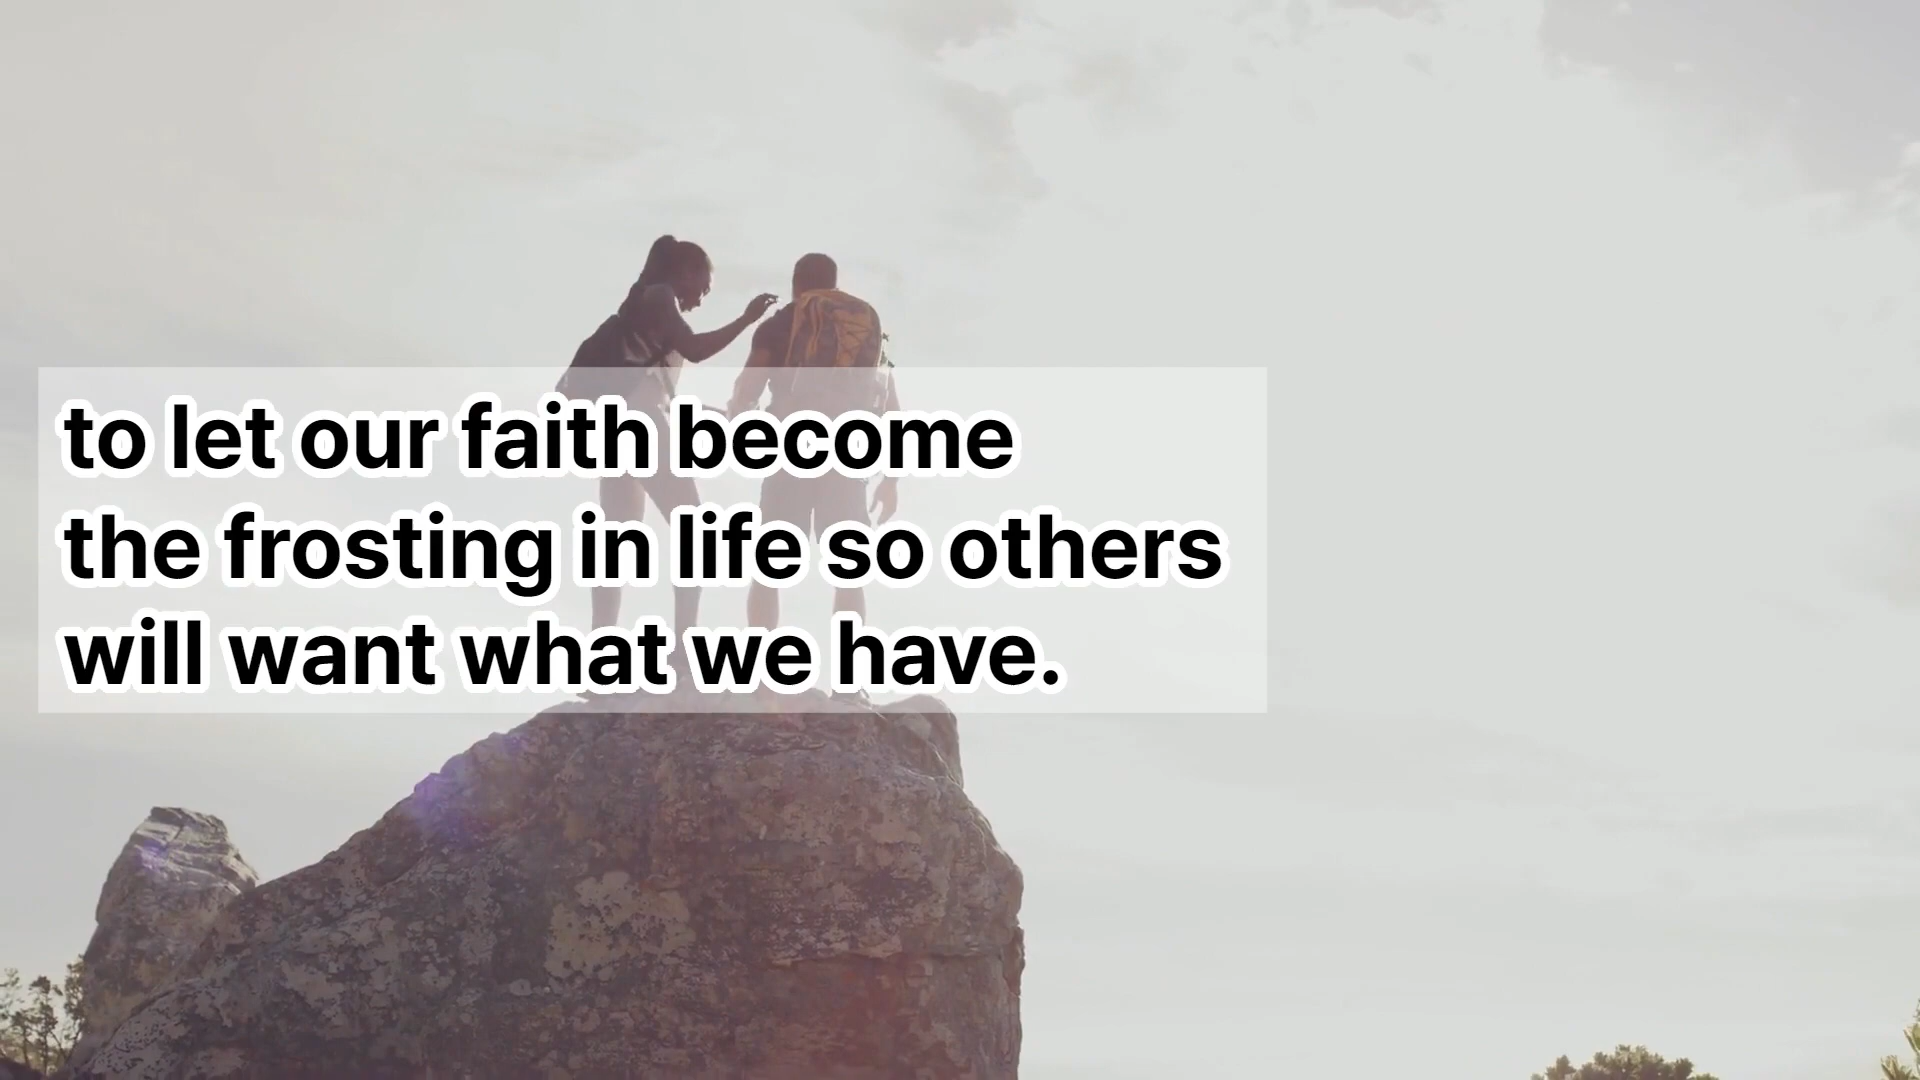 to let our faith become
the frosting in life so others
will want what we have.